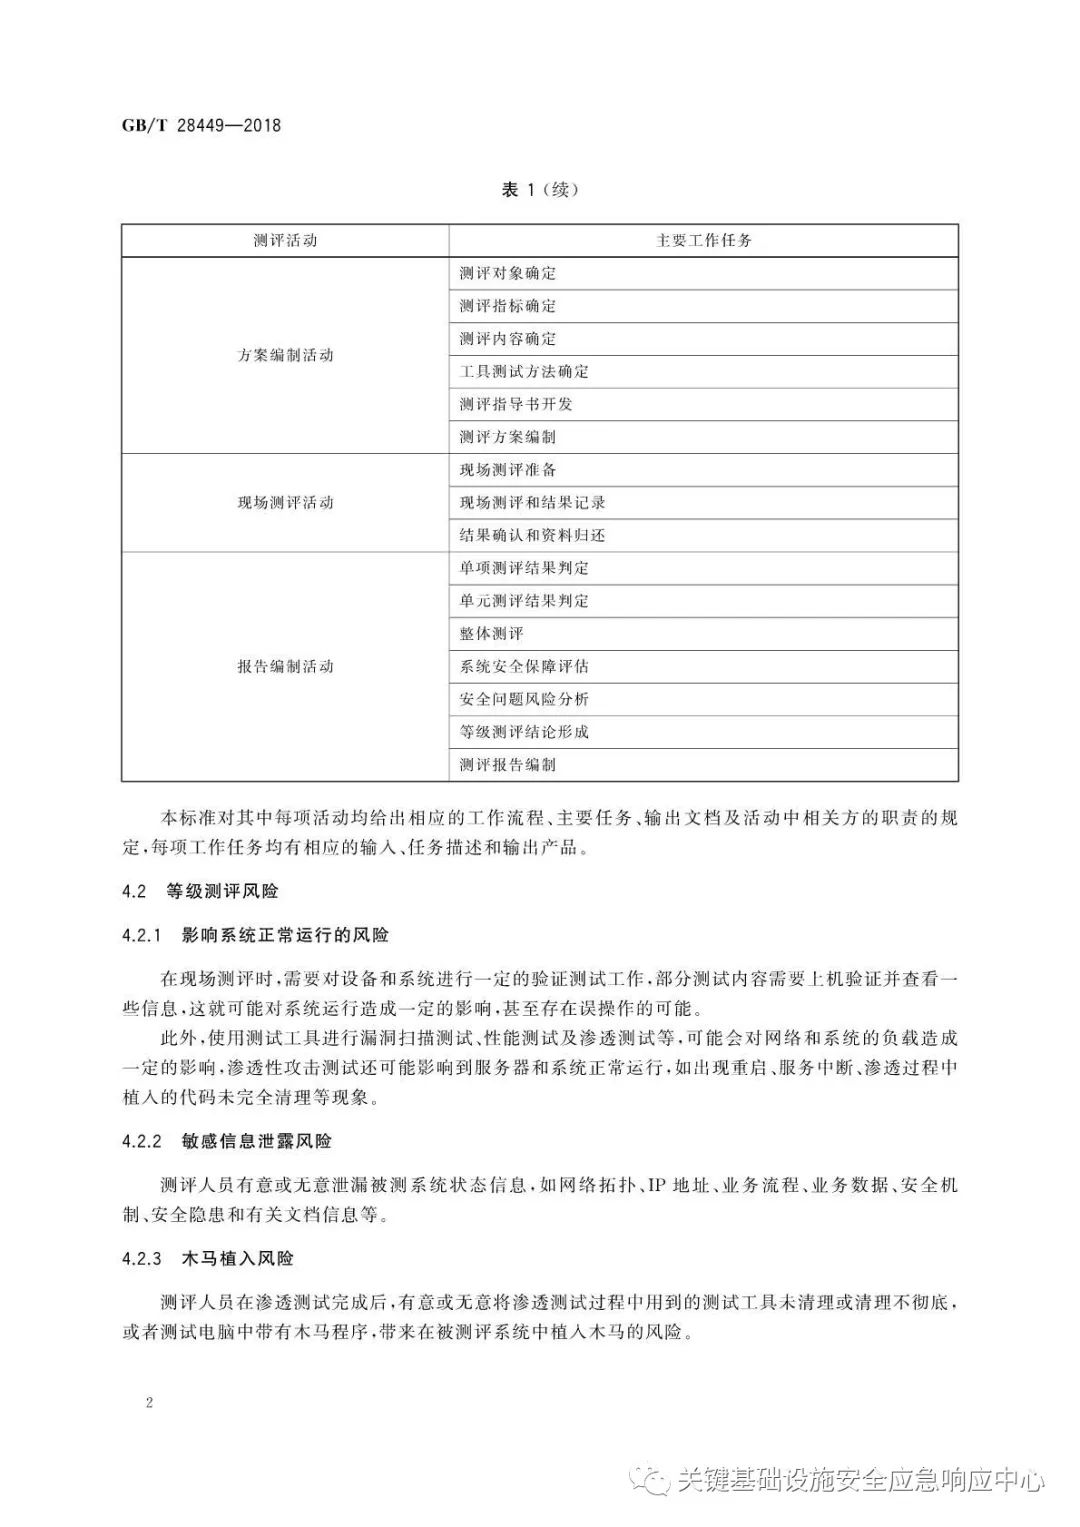 GB/T 28449—2018
表 1（续）
测评活动
主要工作任务
方案编制活动
测评对象确定
测评指标确定
测评内容确定
工具测试方法确定
测评指导书开发
测评方案编制
现场测评活动
现场测评准备
现场测评和结果记录
结果确认和资料归还
报告编制活动
单项测评结果判定
单元测评结果判定
整体测评
系统安全保障评估
安全问题风险分析
等级测评结论形成
测评报告编制
本标准对其中每项活动均给出相应的工作流程、主要任务、输出文档及活动中相关方的职责的规
定，每项工作任务均有相应的输入、任务描述和输出产品。
4.2 等级测评风险
4.2.1 影响系统正常运行的风险
在现场测评时，需要对设备和系统进行一定的验证测试工作，部分测试内容需要上机验证并查看一
些信息，这就可能对系统运行造成一定的影响，甚至存在误操作的可能。
此外，使用测试工具进行漏洞扫描测试、性能测试及渗透测试等，可能会对网络和系统的负载造成
一定的影响，渗透性攻击测试还可能影响到服务器和系统正常运行，如出现重启、服务中断、渗透过程中
植入的代码未完全清理等现象。
4.2.2 敏感信息泄露风险
测评人员有意或无意泄漏被测系统状态信息，如网络拓扑、IP 地址、业务流程、业务数据、安全机
制、安全隐患和有关文档信息等。
4.2.3 木马植入风险
测评人员在渗透测试完成后，有意或无意将渗透测试过程中用到的测试工具未清理或清理不彻底，
或者测试电脑中带有木马程序，带来在被测评系统中植入木马的风险。
2
关键基础设施安全应急响应中心